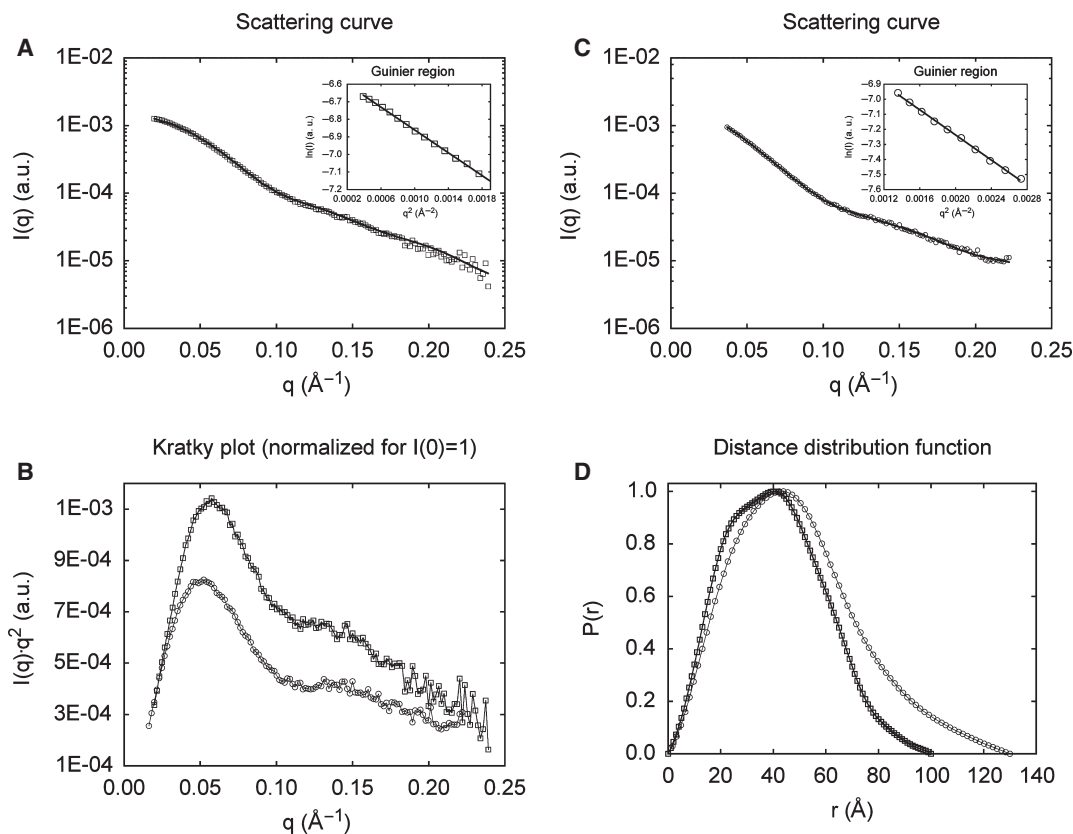 Scattering curve
A
1E-02
1E-03
1E-04
1E-05
1E-06
I(q) (a.u.)
0.00 0.05 0.10 0.15 0.20 0.25
q (Å⁻¹)
Guinier region
−6.6
−6.7
−6.8
−6.9
−7.0
−7.1
−7.2
ln(I) (a. u.)
0.0002 0.0006 0.0010 0.0014 0.0018
q² (Å⁻²)
Scattering curve
C
1E-02
1E-03
1E-04
1E-05
1E-06
I(q) (a.u.)
0.00 0.05 0.10 0.15 0.20 0.25
q (Å⁻¹)
Guinier region
−6.9
−7.0
−7.1
−7.2
−7.3
−7.4
−7.5
−7.6
ln(I) (a. u.)
0.0012 0.0016 0.0020 0.0024 0.0028
q² (Å⁻²)
Kratky plot (normalized for I(0)=1)
B
1E-03
9E-04
7E-04
5E-04
3E-04
1E-04
I(q)·q² (a.u.)
0.00 0.05 0.10 0.15 0.20 0.25
q (Å⁻¹)
Distance distribution function
D
1.0
0.8
0.6
0.4
0.2
0.0
P(r)
0 20 40 60 80 100 120 140
r (Å)